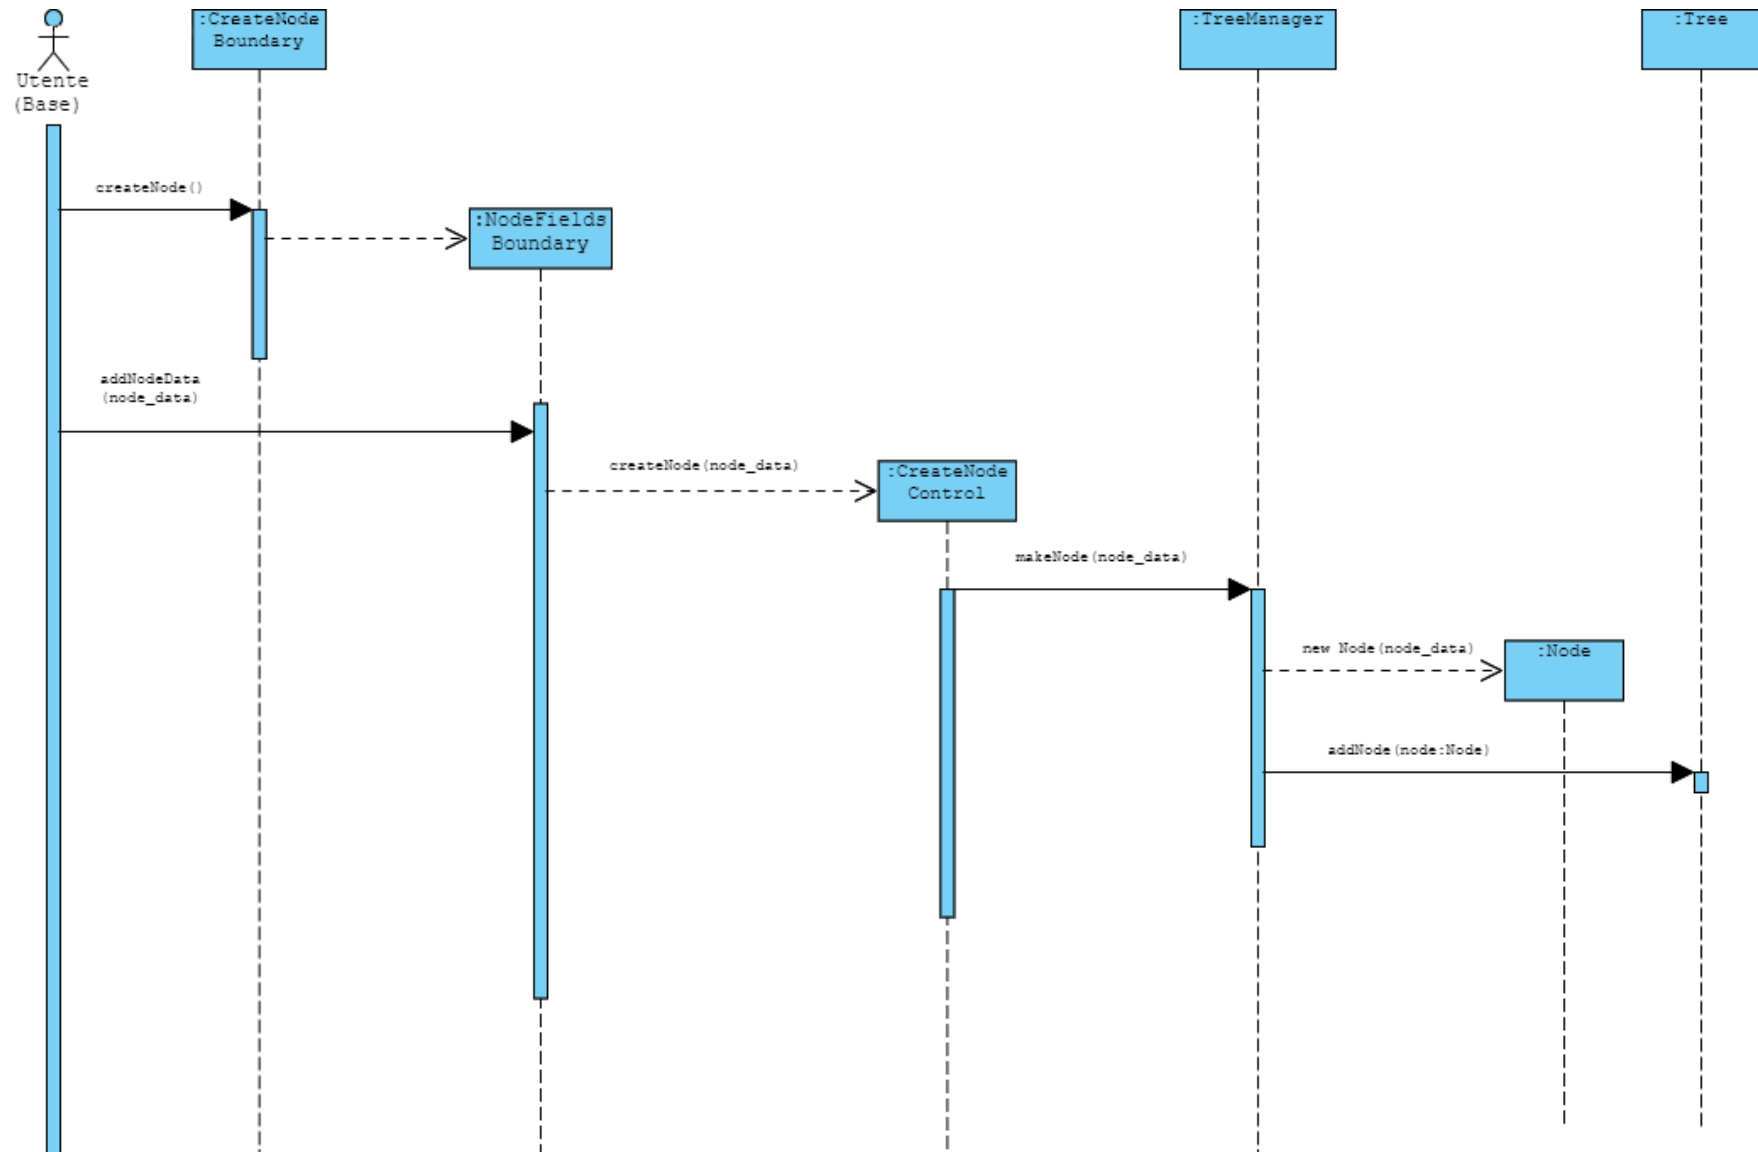 :CreateNode
Boundary
:TreeManager
:Tree
Utente
(Base)
createNode()
:NodeFields
Boundary
addNodeData
(node_data)
createNode(node_data)
:CreateNode
Control
makeNode(node_data)
new Node(node_data)
:Node
addNode(node:Node)